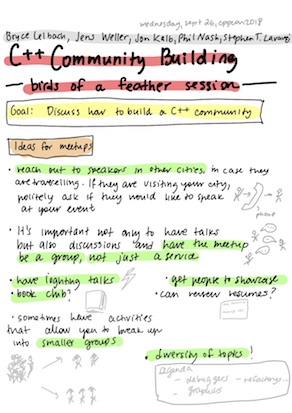 wednesday, sept 26, cppcon 2018
Bryce Lelbach, Jens Weller, Jon Kalb, Phil Nash, Stephen T. Lavavej
C++ Community Building
birds of a feather session
Goal: Discuss how to build a C++ community
Ideas for meetups
- reach out to speakers in other cities, in case they
are travelling. If they are visiting your city,
politely ask if they would like to speak
at your event
phone
- It's important not only to have talks
but also discussions and have the meetup
be a group, not just a service
• have lighting talks
• get people to showcase
• book club?
• can review resumes?
• sometimes have activities
that allow you to break up
into smaller groups
• diversity of topics!
agenda
- debuggers - refactoring...
- graphics